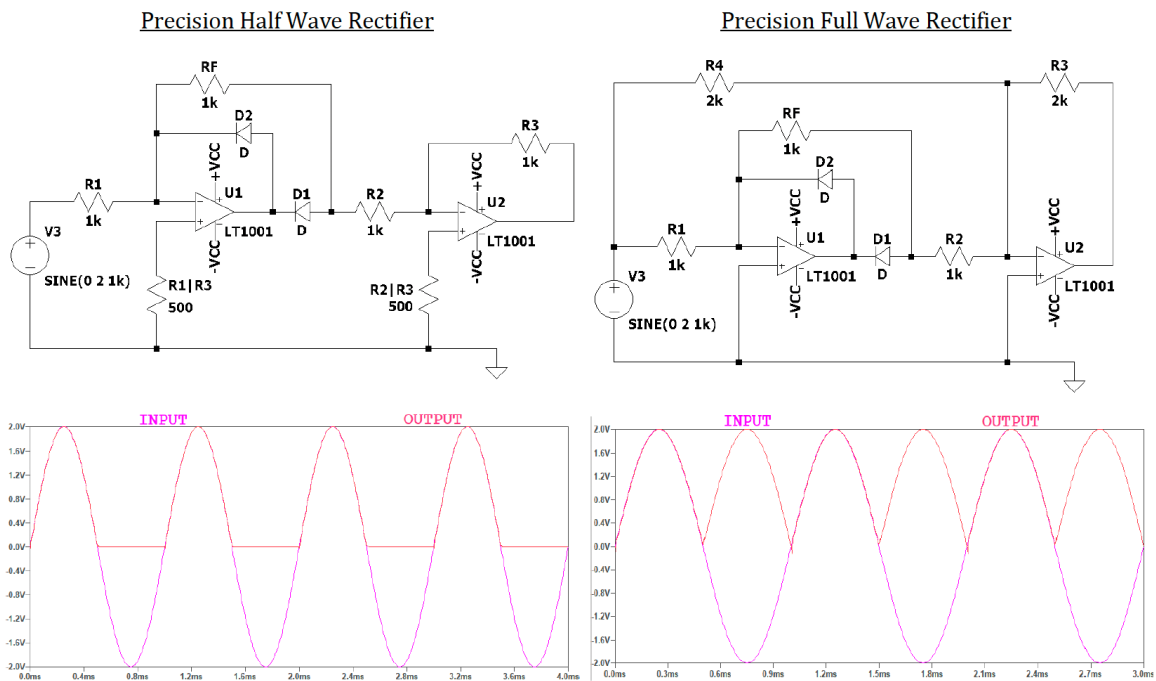 Precision Half Wave Rectifier
RF
1k
D2
D
+VCC
R3
1k
R1
1k
U1
D1
D
R2
1k
+VCC
U2
LT1001
-VCC
LT1001
-VCC
V3
SINE(0 2 1k)
R1|R3
500
R2|R3
500
INPUT OUTPUT
2.0V
1.6V
1.2V
0.8V
0.4V
0.0V
-0.4V
-0.8V
-1.2V
-1.6V
-2.0V
0.0ms 0.4ms 0.8ms 1.2ms 1.6ms 2.0ms 2.4ms 2.8ms 3.2ms 3.6ms 4.0ms
Precision Full Wave Rectifier
R4
2k
R3
2k
RF
1k
D2
D
+VCC
R1
1k
U1
D1
D
R2
1k
+VCC
U2
LT1001
-VCC
LT1001
-VCC
V3
SINE(0 2 1k)
INPUT OUTPUT
2.0V
1.6V
1.2V
0.8V
0.4V
0.0V
-0.4V
-0.8V
-1.2V
-1.6V
-2.0V
0.0ms 0.3ms 0.6ms 0.9ms 1.2ms 1.5ms 1.8ms 2.1ms 2.4ms 2.7ms 3.0ms